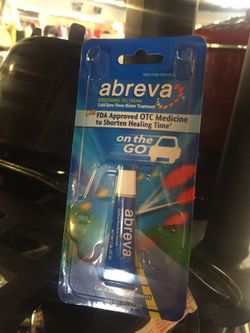 abreva
DOCOSANOL 10% CREAM
Cold Sore/Fever Blister Treatment
FDA Approved OTC Medicine
to Shorten Healing Time*
on the
GO
abreva